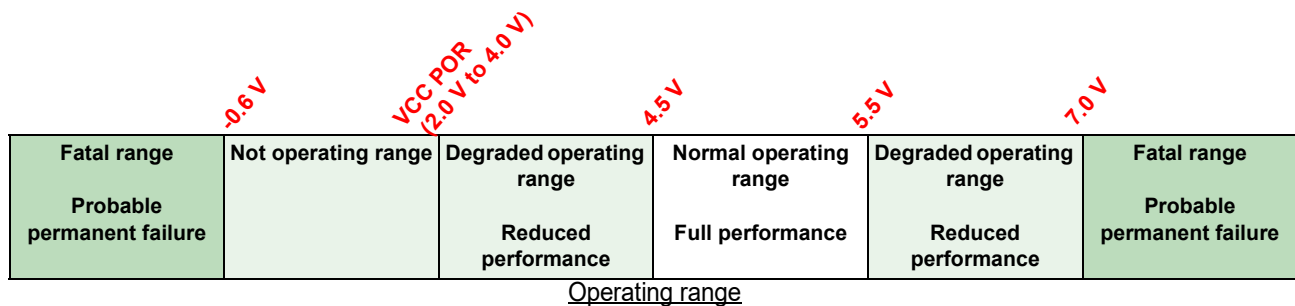 -0.6 V
VCC POR
(2.0 V to 4.0 V)
4.5 V
5.5 V
7.0 V
Fatal range
Probable
permanent failure
Not operating range
Degraded operating
range
Reduced
performance
Normal operating
range
Full performance
Degraded operating
range
Reduced
performance
Fatal range
Probable
permanent failure
Operating range